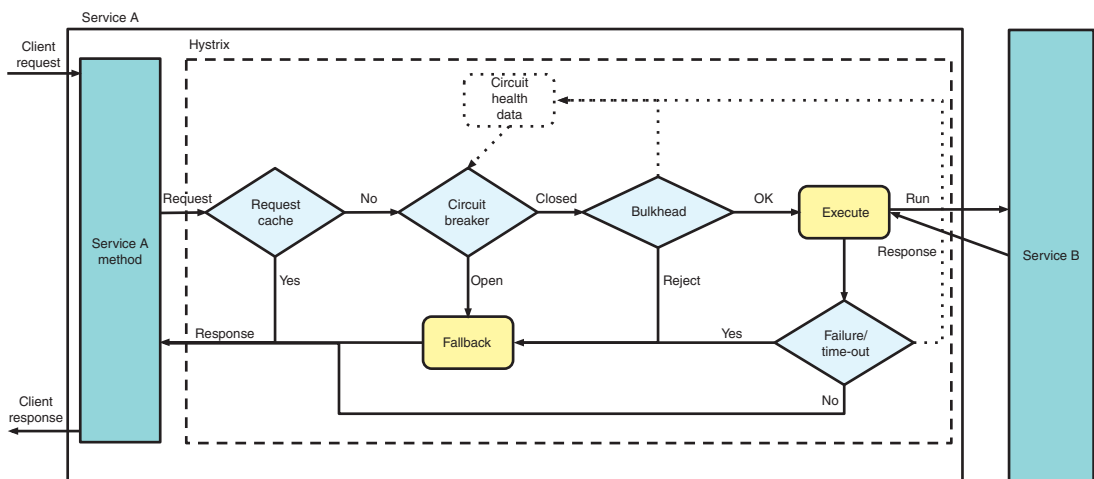 Service A
Client
request
Hystrix
Circuit
health
data
Request
Request
cache
No
Circuit
breaker
Closed
Bulkhead
OK
Execute
Run
Service A
method
Service B
Response
Yes
Open
Reject
Response
Fallback
Yes
Failure/
time-out
No
Client
response